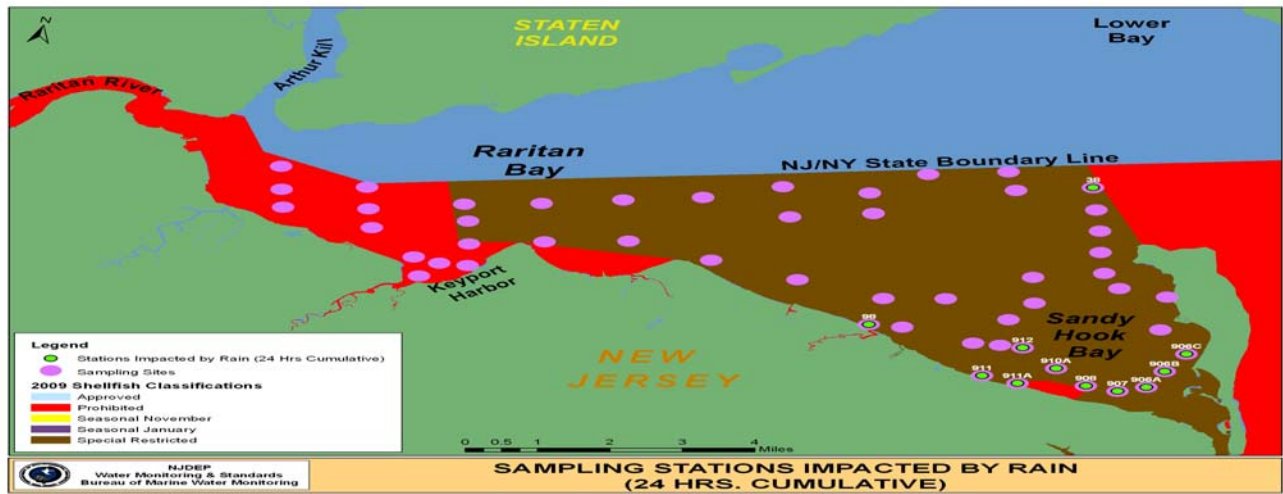 N
STATEN
ISLAND
Lower
Bay
Arthur Kill
Raritan River
Raritan
Bay
NJ/NY State Boundary Line
38
Keyport
Harbor
98
Sandy
Hook
Bay
912
906C
910A
906B
911
911A
908
907
906A
NEW
JERSEY
Legend
Stations Impacted by Rain (24 Hrs Cumulative)
Sampling Sites
2009 Shellfish Classifications
Approved
Prohibited
Seasonal November
Seasonal January
Special Restricted
0 0.5 1 2 3 4
Miles
NJDEP
Water Monitoring & Standards
Bureau of Marine Water Monitoring
SAMPLING STATIONS IMPACTED BY RAIN
(24 HRS. CUMULATIVE)